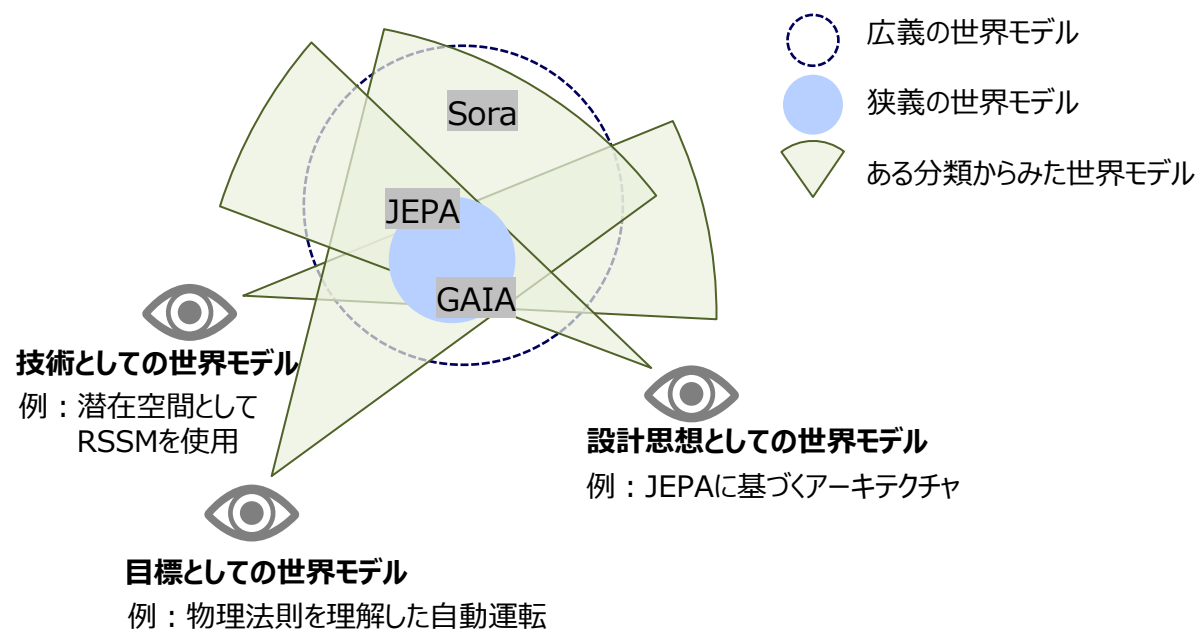 広義の世界モデル
狭義の世界モデル
ある分類からみた世界モデル
Sora
JEPA
GAIA
技術としての世界モデル
例：潜在空間として
RSSMを使用
設計思想としての世界モデル
例：JEPAに基づくアーキテクチャ
目標としての世界モデル
例：物理法則を理解した自動運転